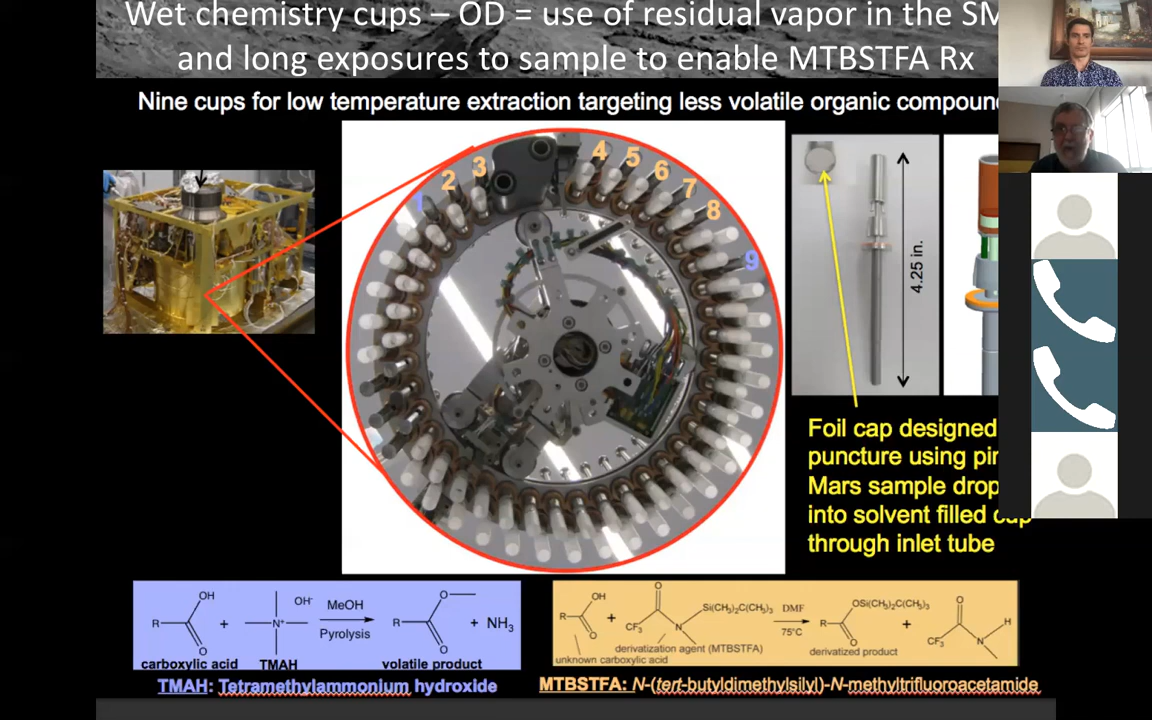 Wet chemistry cups – OD = use of residual vapor in the SM
and long exposures to sample to enable MTBSTFA Rx
Nine cups for low temperature extraction targeting less volatile organic
1 2 3 4 5 6 7 8 9
4.25 in.
Foil cap designed
puncture using
Mars sample
into solvent filled cup
through inlet tube
R OH O + N+ OH- MeOH Pyrolysis R O O + NH3
carboxylic acid TMAH volatile product
TMAH: Tetramethylammonium hydroxide
R OH O + O CF3 N Si(CH3)2C(CH3)3 DMF 75°C R OSi(CH3)2C(CH3)3 O + O CF3 N H
derivatization agent (MTBSTFA) derivatized product
unknown carboxylic acid
MTBSTFA: N-(tert-butyldimethylsilyl)-N-methyltrifluoroacetamide